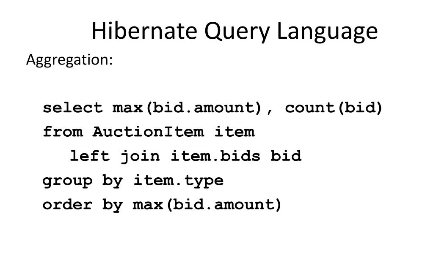 Hibernate Query Language
Aggregation:
select max(bid.amount), count(bid)
from AuctionItem item
left join item.bids bid
group by item.type
order by max(bid.amount)